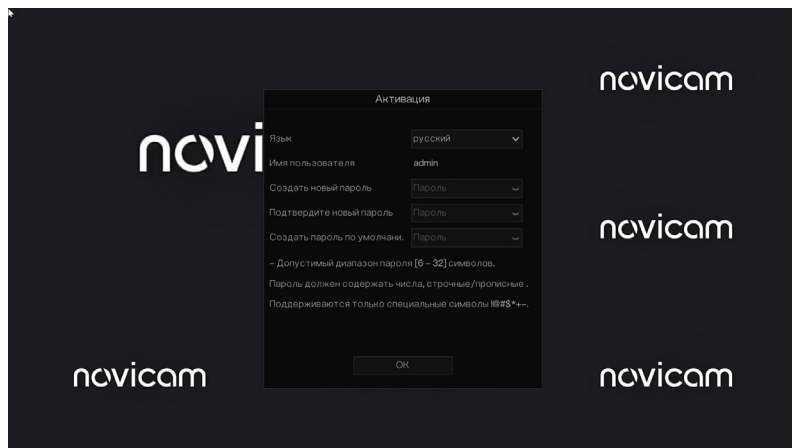 novicam
Активация
novi
Язык
русский
Имя пользователя
admin
Создать новый пароль
Пароль
Подтвердите новый пароль
Пароль
Создать пароль по умолчани.
Пароль
novicam
– Допустимый диапазон пароля [6 – 32] символов.
Пароль должен содержать числа, строчные/прописные .
Поддерживаются только специальные символы !@#$*+-.
OK
novicam
novicam